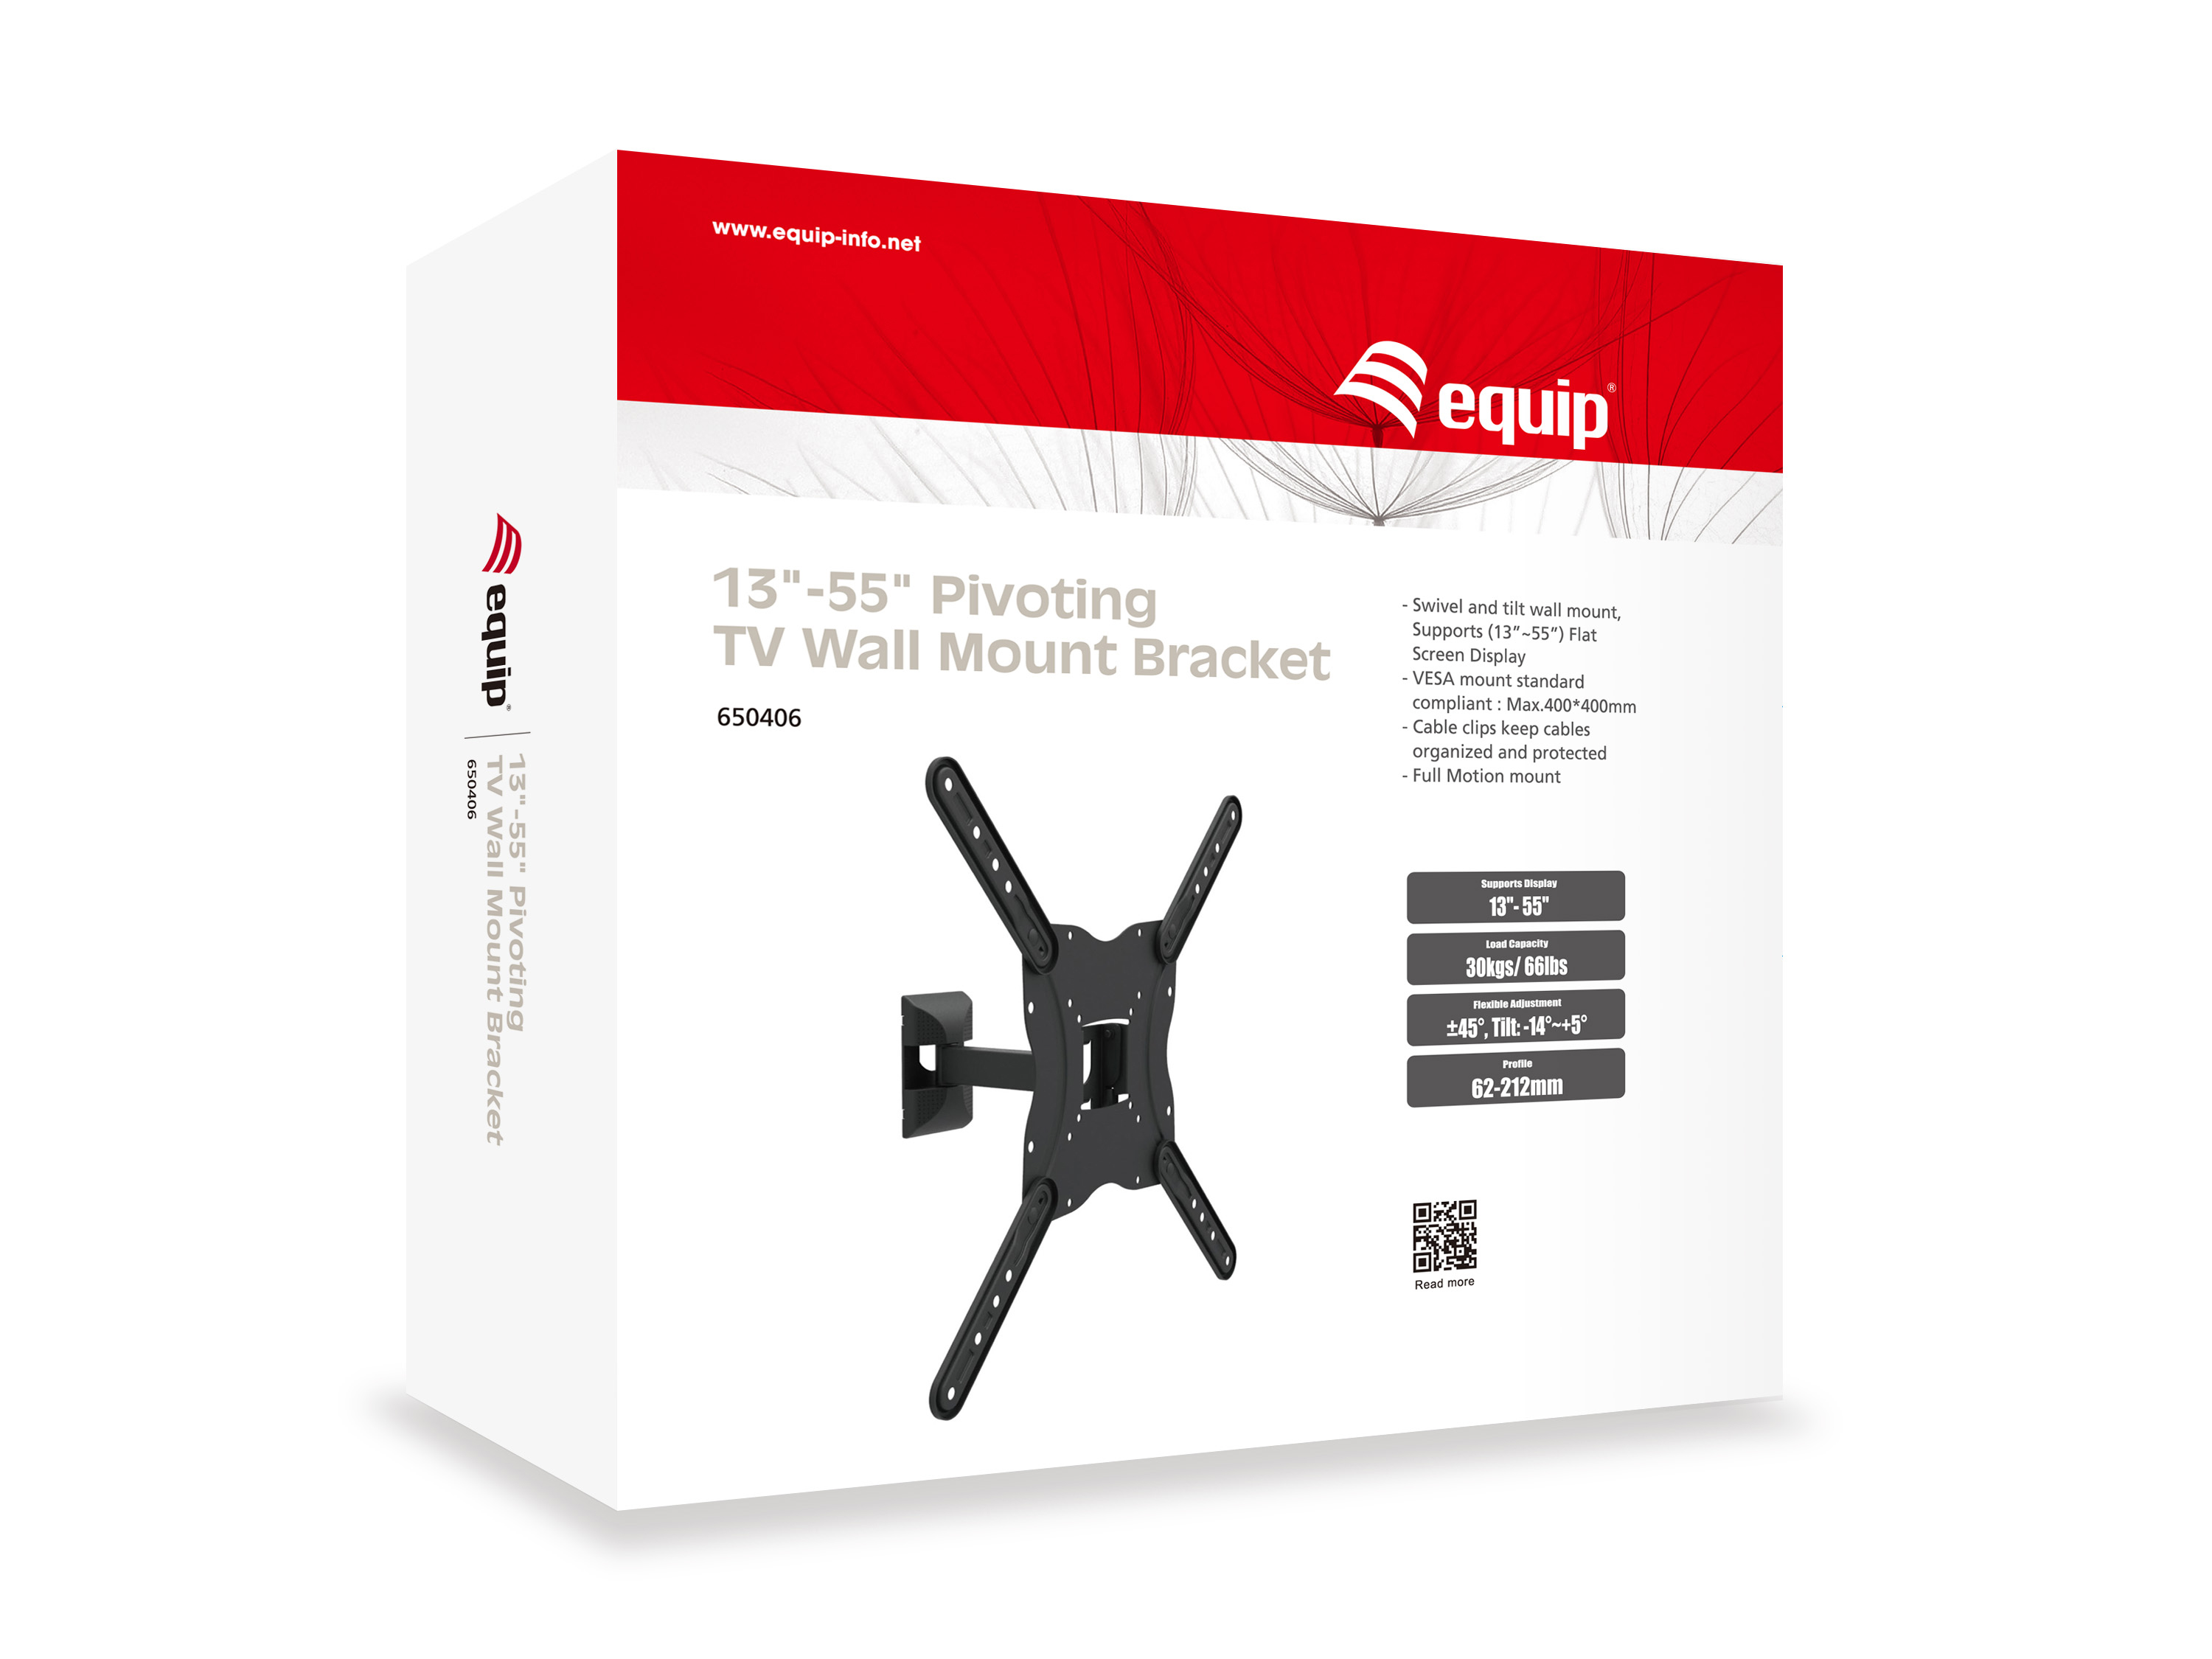 www.equip-info.net
equip®
13"-55" Pivoting
TV Wall Mount Bracket
650406
- Swivel and tilt wall mount,
Supports (13”~55”) Flat
Screen Display
- VESA mount standard
compliant : Max.400*400mm
- Cable clips keep cables
organized and protected
- Full Motion mount
Supports Display
13"- 55"
Load Capacity
30kgs/ 66lbs
Flexible Adjustment
±45°, Tilt: -14°~+5°
Profile
62-212mm
Read more
equip®
13"-55" Pivoting
TV Wall Mount Bracket
650406